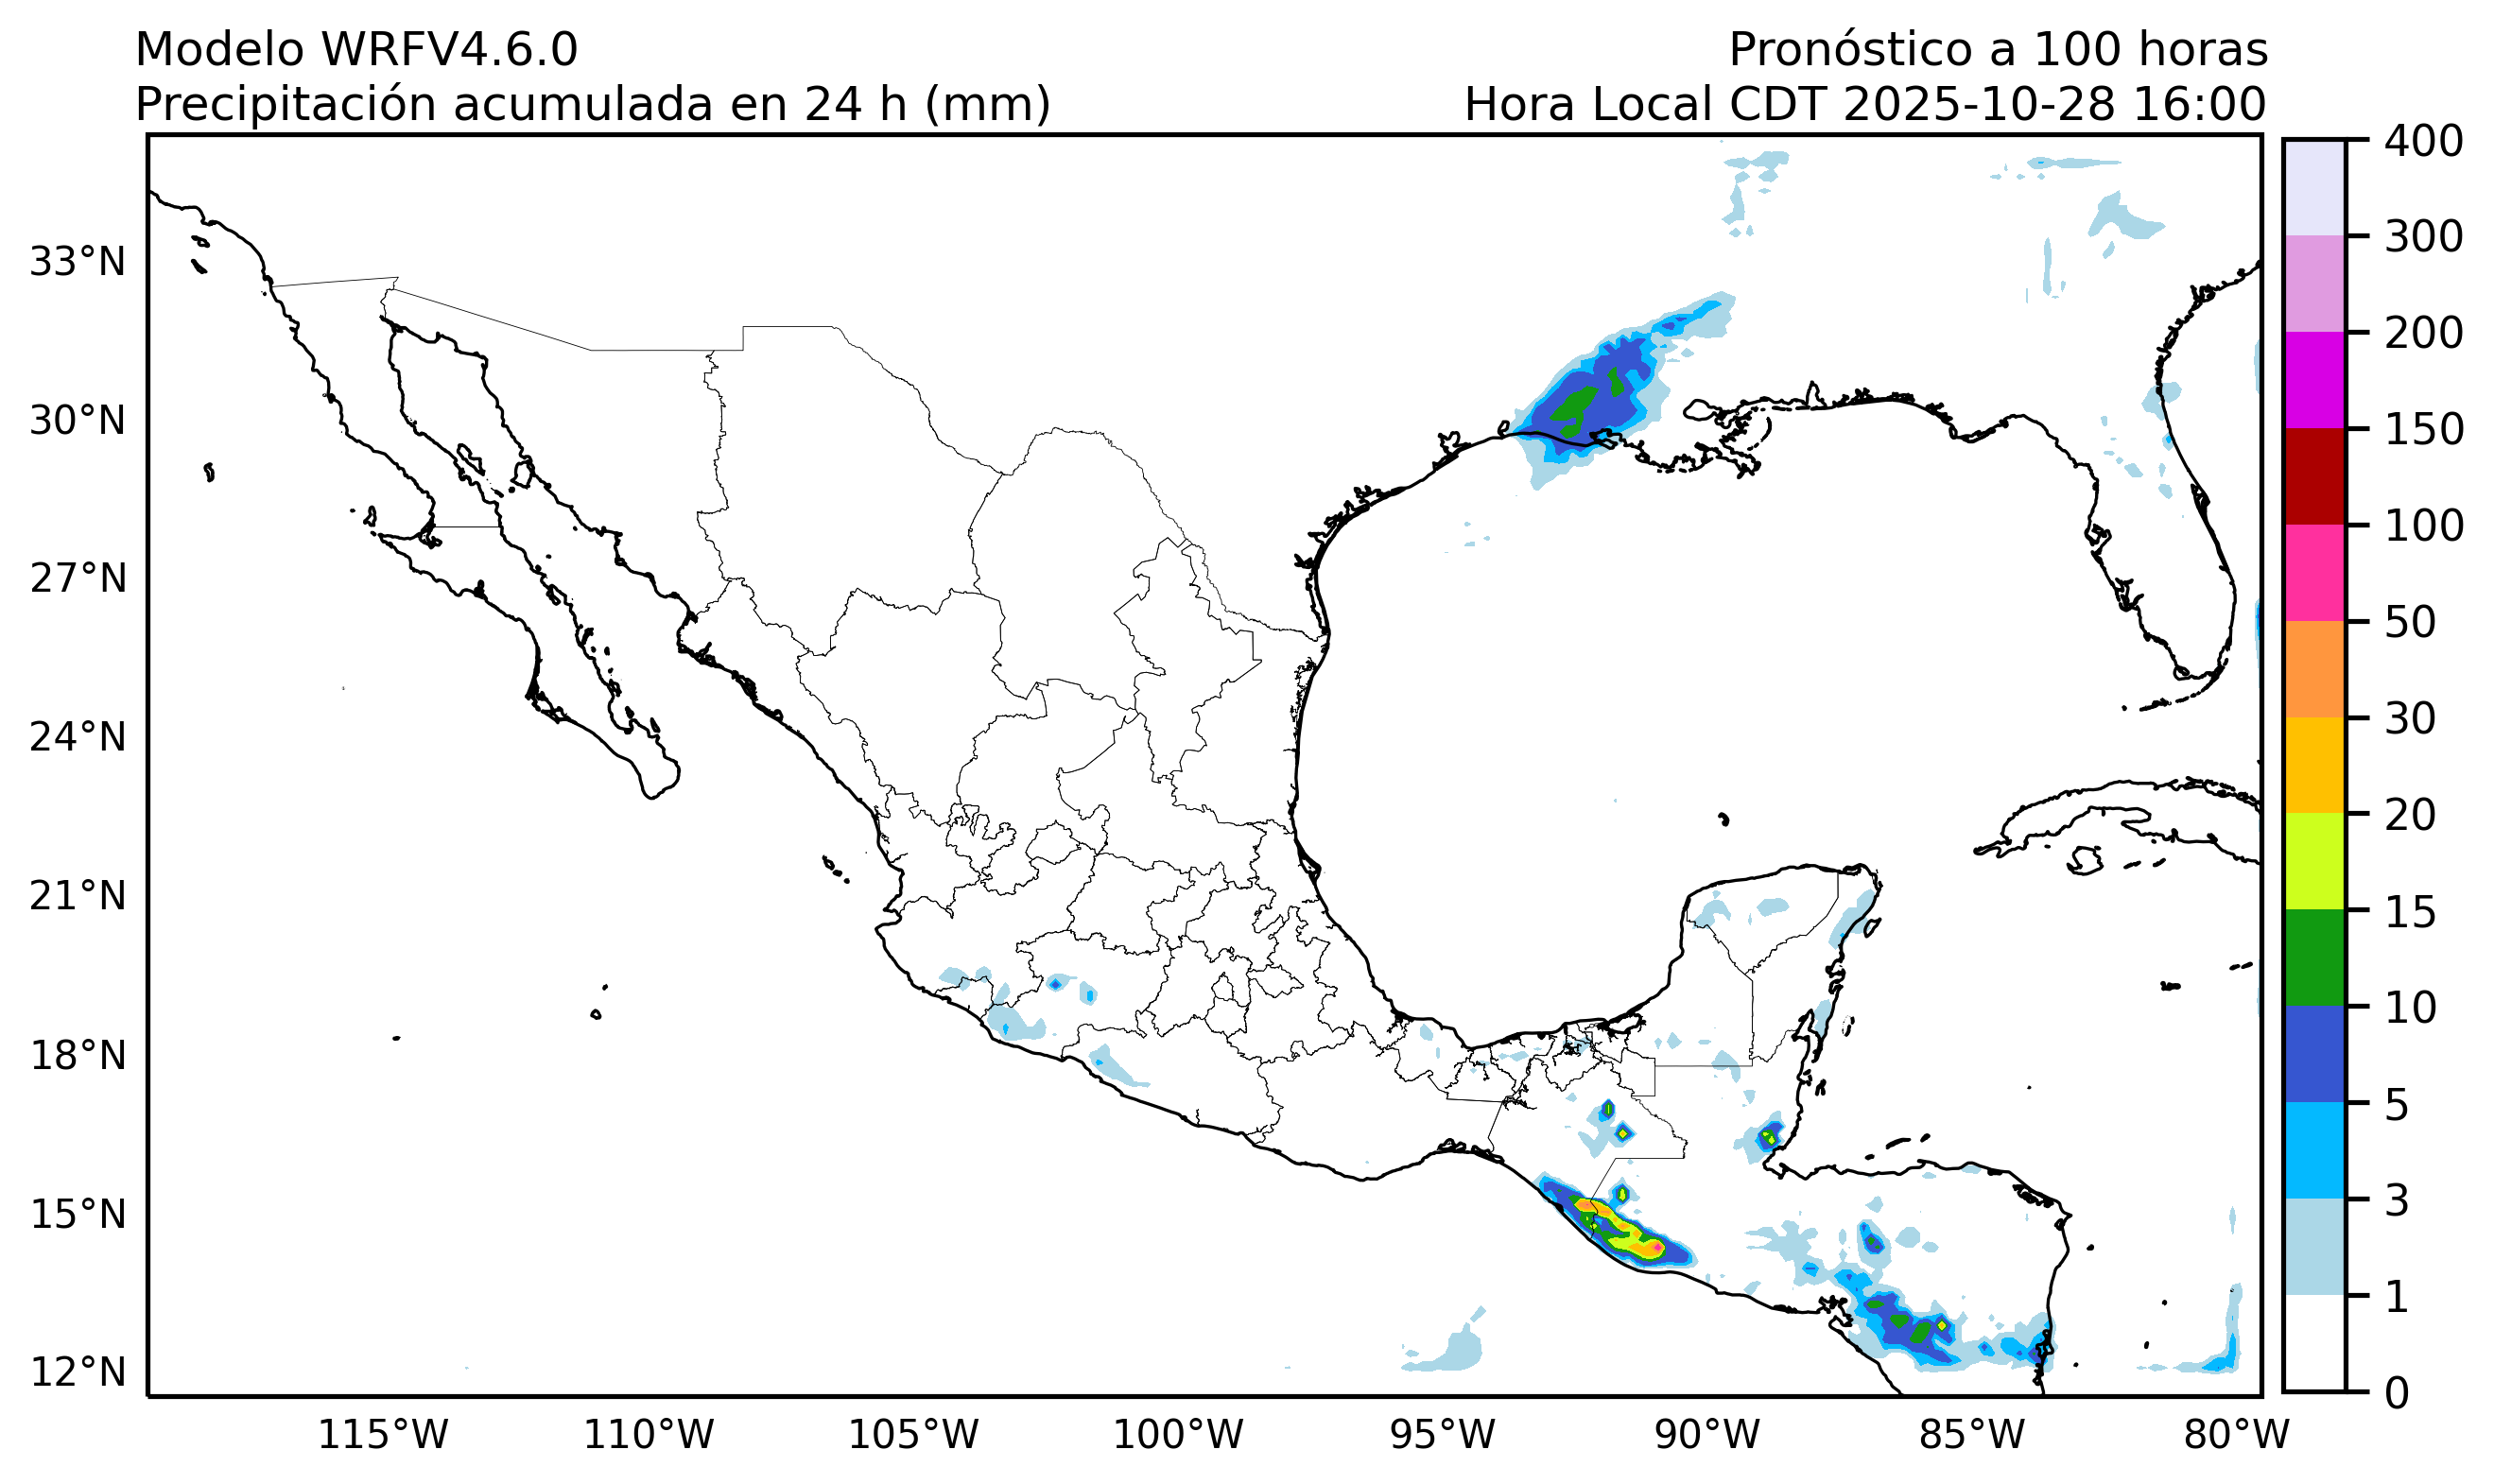 Modelo WRFV4.6.0
Pronóstico a 100 horas
Precipitación acumulada en 24 h (mm)
Hora Local CDT 2025-10-28 16:00
33°N
30°N
27°N
24°N
21°N
18°N
15°N
12°N
115°W
110°W
105°W
100°W
95°W
90°W
85°W
80°W
400
300
200
150
100
50
30
20
15
10
5
3
1
0